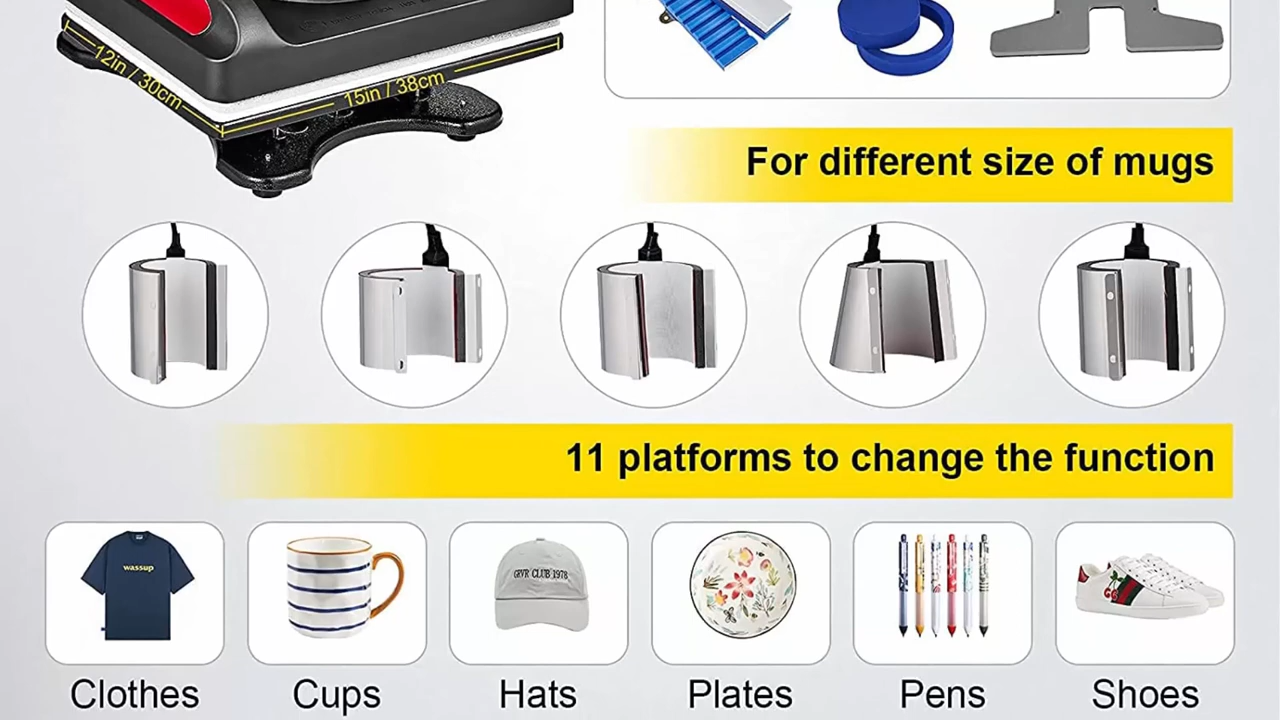 12in / 30cm
15in / 38cm
For different size of mugs
11 platforms to change the function
wassup
GRVR CLUB 1978
Clothes
Cups
Hats
Plates
Pens
Shoes